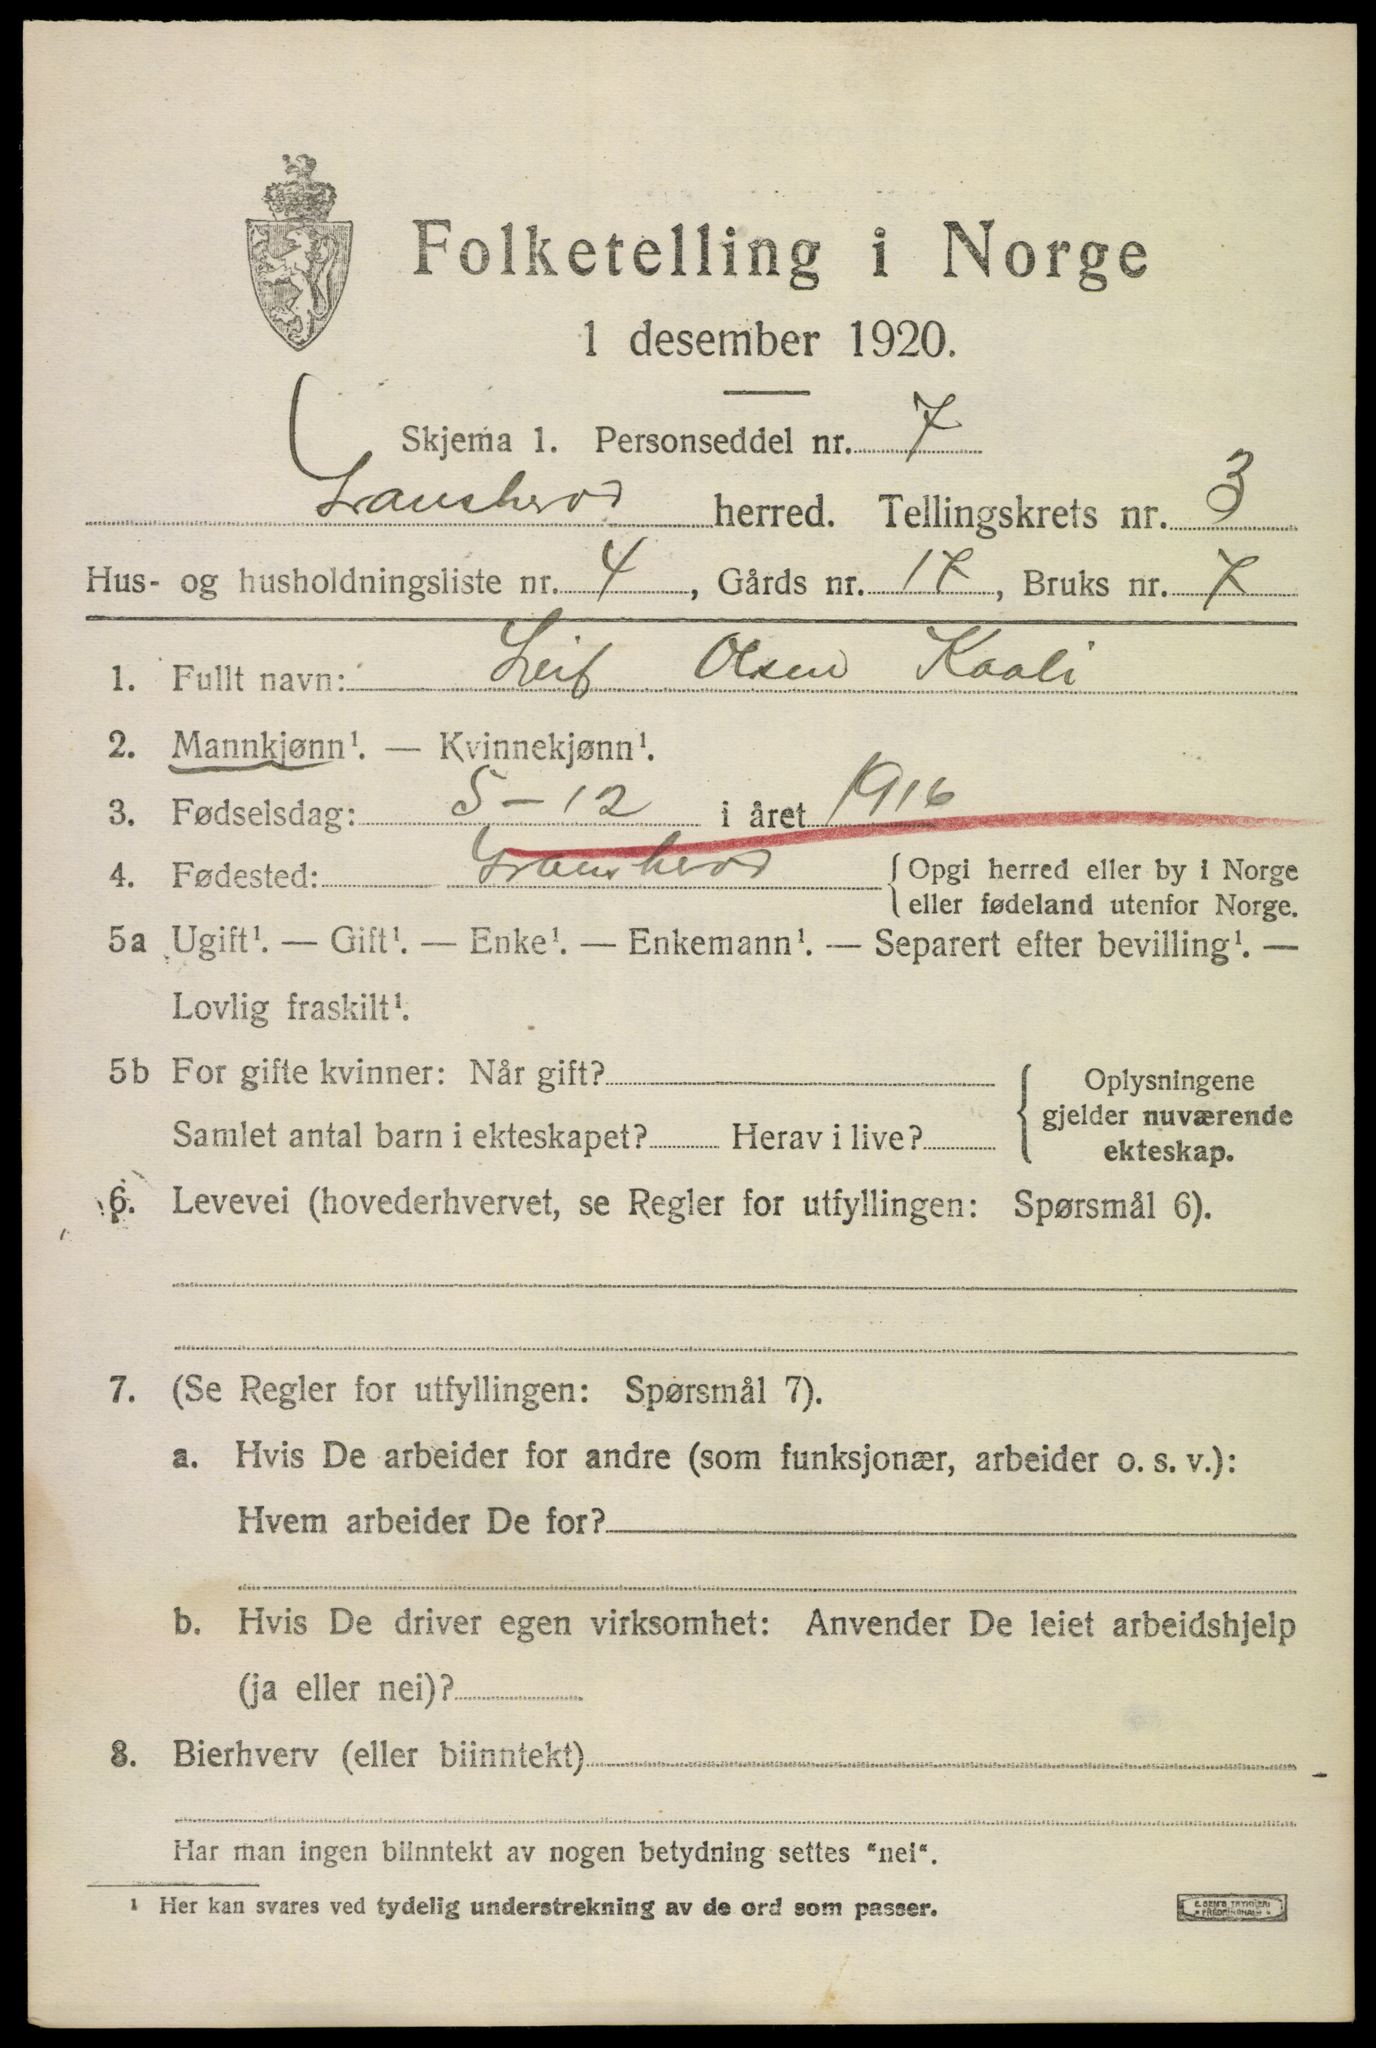 Folketelling i Norge
1 desember 1920.
Skjema 1. Personseddel nr. 7
Gransherad herred. Tellingskrets nr. 3
Hus- og husholdningsliste nr. 4, Gårds nr. 17, Bruks nr. 7
1. Fullt navn: Leif Olsen Kaali
2. Mannkjønn¹. — Kvinnekjønn¹.
3. Fødselsdag: 5-12 i året 1916
4. Fødested: Gransherad { Opgi herred eller by i Norge
eller fødeland utenfor Norge.
5a Ugift¹. — Gift¹. — Enke¹. — Enkemann¹. — Separert efter bevilling¹. —
Lovlig fraskilt¹.
5b For gifte kvinner: Når gift?
Samlet antal barn i ekteskapet? Herav i live?
Oplysningene
gjelder nuværende
ekteskap.
6. Levevei (hovederhvervet, se Regler for utfyllingen: Spørsmål 6).
7. (Se Regler for utfyllingen: Spørsmål 7).
a. Hvis De arbeider for andre (som funksjonær, arbeider o. s. v.):
Hvem arbeider De for?
b. Hvis De driver egen virksomhet: Anvender De leiet arbeidshjelp
(ja eller nei)?
8. Bierhverv (eller biinntekt)
Har man ingen biinntekt av nogen betydning settes "nei".
¹ Her kan svares ved tydelig understrekning av de ord som passer.